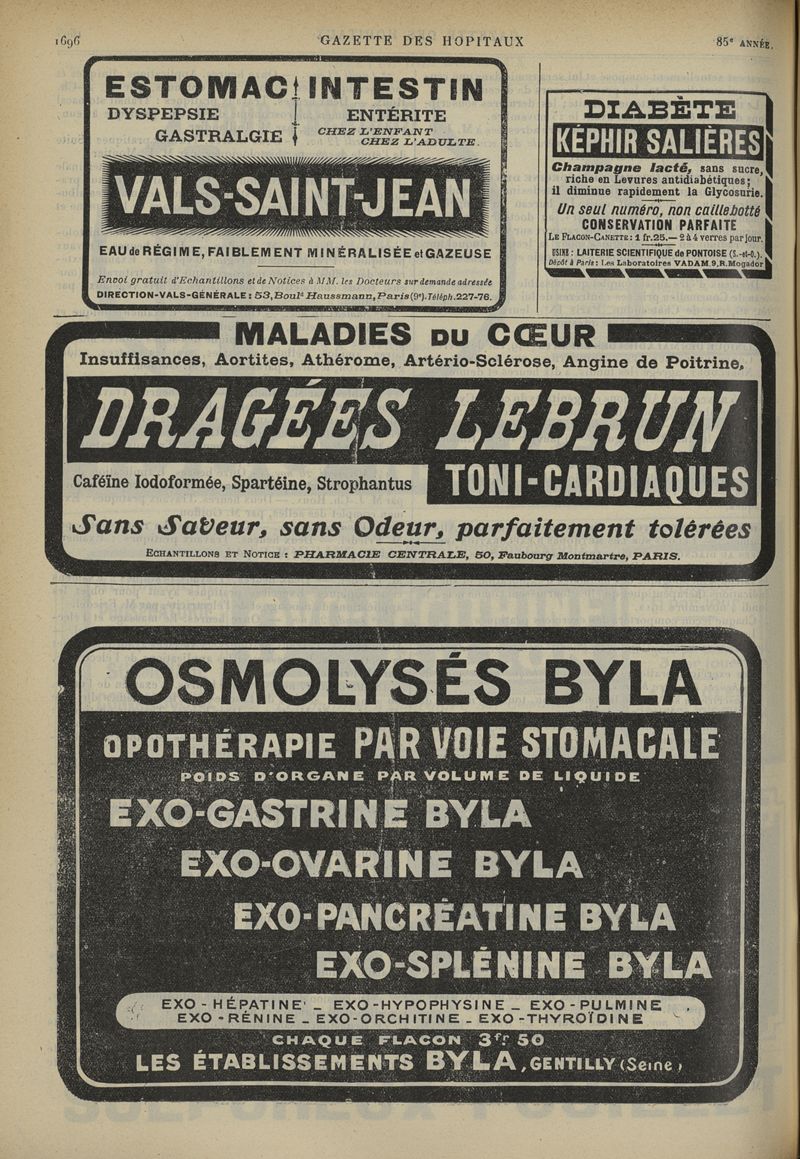 1696
GAZETTE DES HOPITAUX
85e ANNÉE.
ESTOMAC INTESTIN
DYSPEPSIE
GASTRALGIE
ENTÉRITE
CHEZ L'ENFANT
CHEZ L'ADULTE.
VALS-SAINT-JEAN
EAU de RÉGIME, FAIBLEMENT MINÉRALISÉE et GAZEUSE
Envoi gratuit d'Echantillons et de Notices à MM. les Docteurs sur demande adressée
DIRECTION-VALS-GÉNÉRALE: 53, Boul^d Haussmann, Paris (9e). Téléph. 227-76.
DIABÈTE
KÉPHIR SALIÈRES
Champagne lacté, sans sucre,
riche en Levures antidiabétiques;
il diminue rapidement la Glycosurie.
Un seul numéro, non caillebotté
CONSERVATION PARFAITE
LE FLACON-CANETTE: 1 fr. 25. — 2 à 4 verres par jour.
USINE: LAITERIE SCIENTIFIQUE de PONTOISE (S.-et-O.).
Dépôt à Paris: Les Laboratoires VADAM, 9, R. Mogador
MALADIES DU CŒUR
Insuffisances, Aortites, Athérome, Artério-Sclérose, Angine de Poitrine,
DRAGÉES LEBRUN
Caféïne Iodoformée, Spartéine, Strophantus
TONI-CARDIAQUES
Sans Saveur, sans Odeur, parfaitement tolérées
ECHANTILLONS ET NOTICE: PHARMACIE CENTRALE, 50, Faubourg Montmartre, PARIS.
OSMOLYSÉS BYLA
OPOTHÉRAPIE PAR VOIE STOMACALE
POIDS D'ORGANE PAR VOLUME DE LIQUIDE
EXO-GASTRINE BYLA
EXO-OVARINE BYLA
EXO-PANCRÉATINE BYLA
EXO-SPLÉNINE BYLA
EXO-HÉPATINE _ EXO-HYPOPHYSINE _ EXO-PULMINE
EXO-RÉNINE _ EXO-ORCHITINE _ EXO-THYROÏDINE
CHAQUE FLACON 3fr 50
LES ÉTABLISSEMENTS BYLA, GENTILLY (Seine)